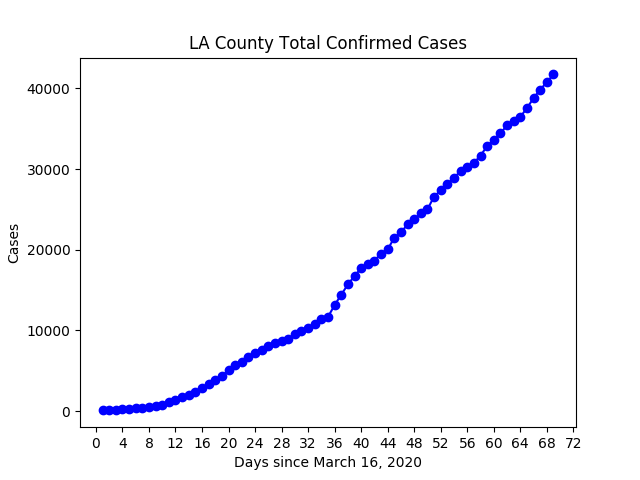 LA County Total Confirmed Cases
40000
30000
20000
10000
0
Cases
0 4 8 12 16 20 24 28 32 36 40 44 48 52 56 60 64 68 72
Days since March 16, 2020